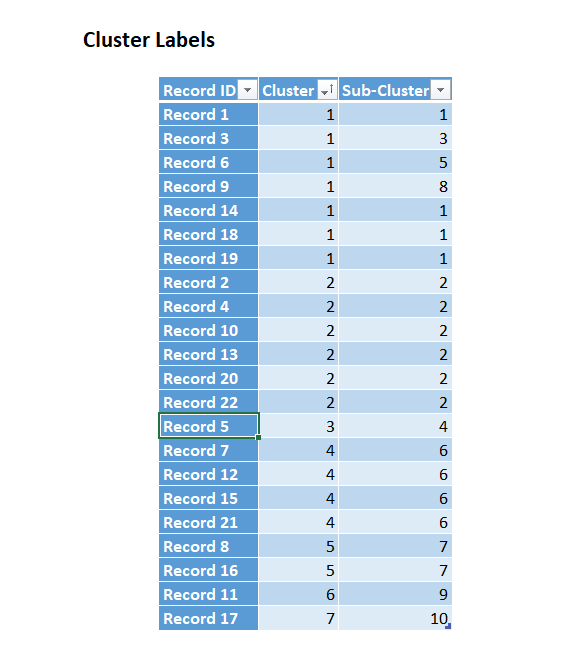 Cluster Labels
Record ID Cluster Sub-Cluster
Record 1 1 1
Record 3 1 3
Record 6 1 5
Record 9 1 8
Record 14 1 1
Record 18 1 1
Record 19 1 1
Record 2 2 2
Record 4 2 2
Record 10 2 2
Record 13 2 2
Record 20 2 2
Record 22 2 2
Record 5 3 4
Record 7 4 6
Record 12 4 6
Record 15 4 6
Record 21 4 6
Record 8 5 7
Record 16 5 7
Record 11 6 9
Record 17 7 10